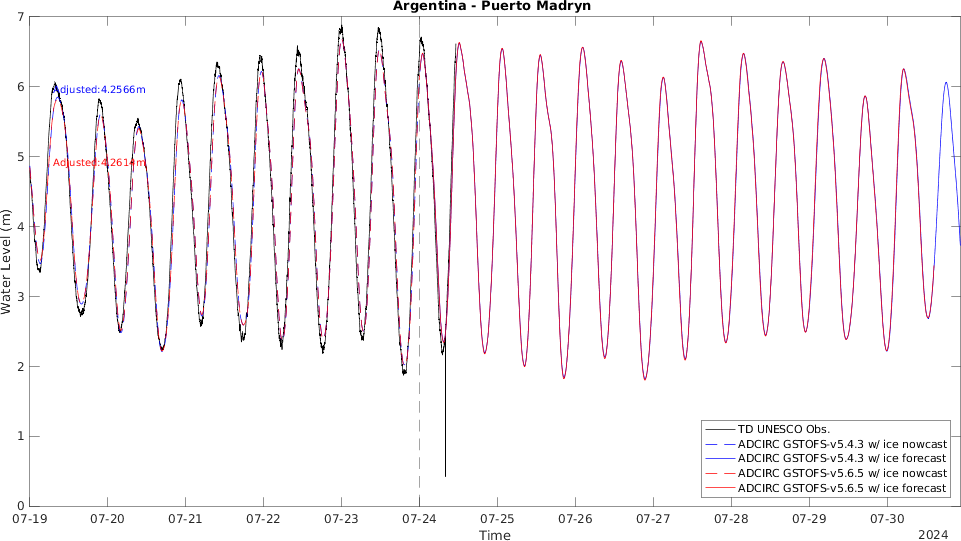 Argentina - Puerto Madryn
7
6
5
4
3
2
1
0
Water Level (m)
Adjusted:4.2566m
Adjusted:4.2614m
TD UNESCO Obs.
ADCIRC GSTOFS-v5.4.3 w/ ice nowcast
ADCIRC GSTOFS-v5.4.3 w/ ice forecast
ADCIRC GSTOFS-v5.6.5 w/ ice nowcast
ADCIRC GSTOFS-v5.6.5 w/ ice forecast
07-19 07-20 07-21 07-22 07-23 07-24 07-25 07-26 07-27 07-28 07-29 07-30
Time
2024